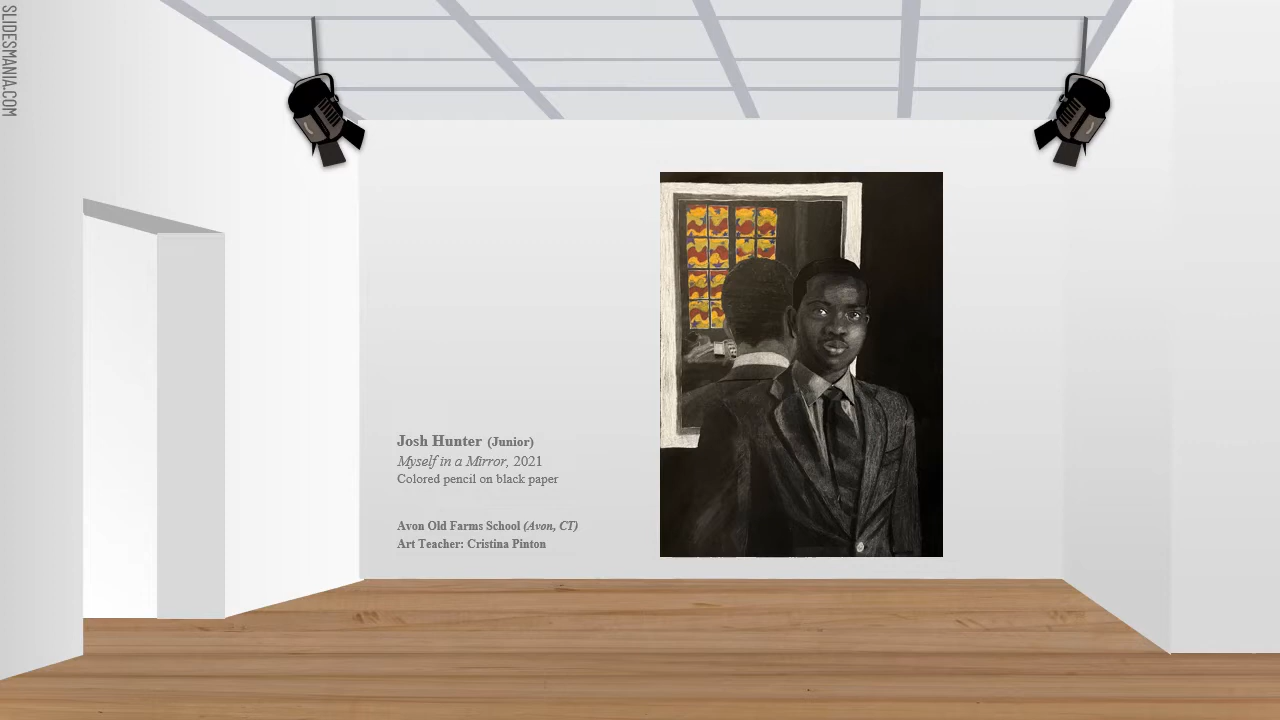 SLIDESMANIA.COM
Josh Hunter (Junior)
Myself in a Mirror, 2021
Colored pencil on black paper
Avon Old Farms School (Avon, CT)
Art Teacher: Cristina Pinton